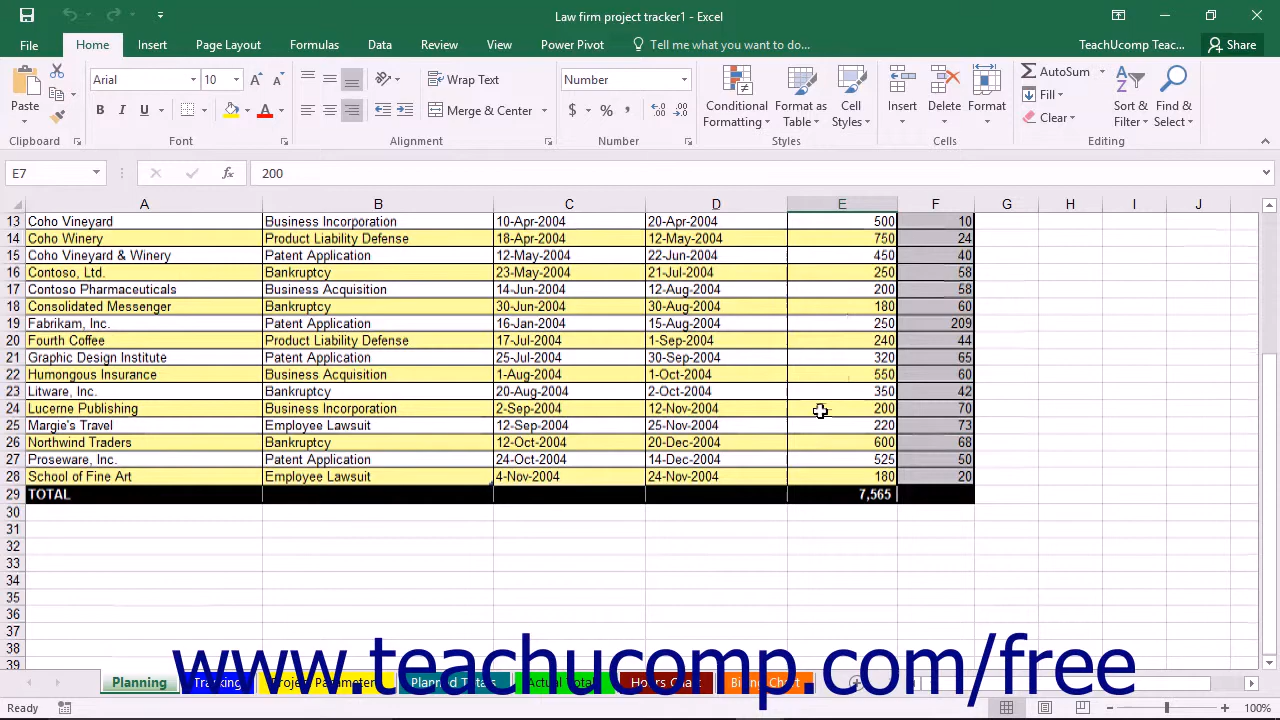 Law firm project tracker1 - Excel
File Home Insert Page Layout Formulas Data Review View Power Pivot Tell me what you want to do... TeachUcomp Teac... Share
Paste
Arial 10
B I U A
Wrap Text
Merge & Center
Number
$ % ,
Conditional Formatting
Format as Table
Cell Styles
Insert
Delete
Format
AutoSum
Fill
Clear
Sort & Filter
Find & Select
Clipboard Font Alignment Number Styles Cells Editing
E7 fx 200
A B C D E F G H I J
13 Coho Vineyard Business Incorporation 10-Apr-2004 20-Apr-2004 500 10
14 Coho Winery Product Liability Defense 18-Apr-2004 12-May-2004 750 24
15 Coho Vineyard & Winery Patent Application 12-May-2004 22-Jun-2004 450 40
16 Contoso, Ltd. Bankruptcy 23-May-2004 21-Jul-2004 250 58
17 Contoso Pharmaceuticals Business Acquisition 14-Jun-2004 12-Aug-2004 200 58
18 Consolidated Messenger Bankruptcy 30-Jun-2004 30-Aug-2004 180 60
19 Fabrikam, Inc. Patent Application 16-Jan-2004 15-Aug-2004 250 209
20 Fourth Coffee Product Liability Defense 17-Jul-2004 1-Sep-2004 240 44
21 Graphic Design Institute Patent Application 25-Jul-2004 30-Sep-2004 320 65
22 Humongous Insurance Business Acquisition 1-Aug-2004 1-Oct-2004 550 60
23 Litware, Inc. Bankruptcy 20-Aug-2004 2-Oct-2004 350 42
24 Lucerne Publishing Business Incorporation 2-Sep-2004 12-Nov-2004 200 70
25 Margie's Travel Employee Lawsuit 12-Sep-2004 25-Nov-2004 220 73
26 Northwind Traders Bankruptcy 12-Oct-2004 20-Dec-2004 600 68
27 Proseware, Inc. Patent Application 24-Oct-2004 14-Dec-2004 525 50
28 School of Fine Art Employee Lawsuit 4-Nov-2004 24-Nov-2004 180 20
29 TOTAL 7,565
30
31
32
33
34
35
36
37
38
39
www.teachucomp.com/free
Planning Tracking Project Parameters Planned Totals Actual Totals Hours Chart Billing Chart
Ready 100%